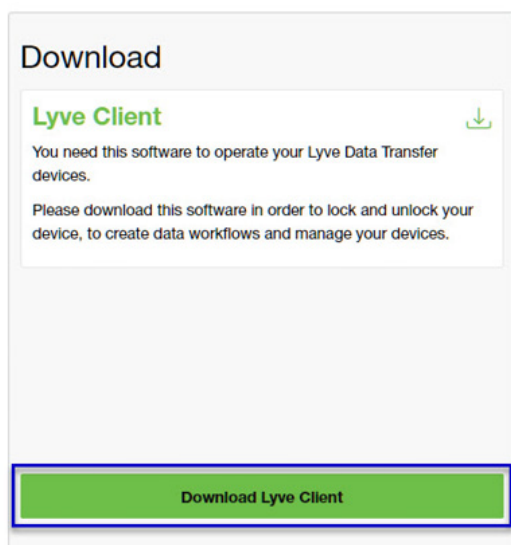 Download
Lyve Client
You need this software to operate your Lyve Data Transfer
devices.
Please download this software in order to lock and unlock your
device, to create data workflows and manage your devices.
Download Lyve Client